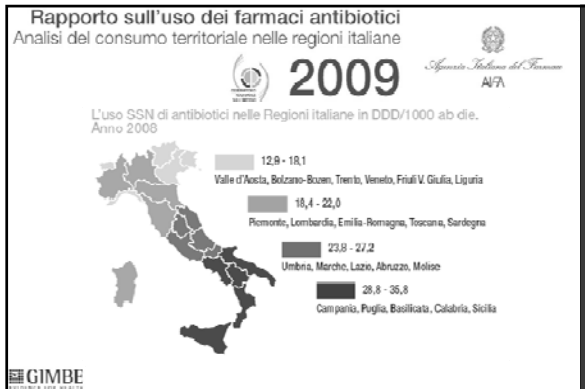 Rapporto sull'uso dei farmaci antibiotici
Analisi del consumo territoriale nelle regioni italiane
2009
Agenzia Italiana del Farmaco
AIFA
L'uso SSN di antibiotici nelle Regioni italiane in DDD/1000 ab die.
Anno 2008
12,9 - 18,1
Valle d'Aosta, Bolzano-Bozen, Trento, Veneto, Friuli V. Giulia, Liguria
18,4 - 22,0
Piemonte, Lombardia, Emilia-Romagna, Toscana, Sardegna
23,8 - 27,2
Umbria, Marche, Lazio, Abruzzo, Molise
28,8 - 35,8
Campania, Puglia, Basilicata, Calabria, Sicilia
GIMBE
EVIDENCE FOR HEALTH